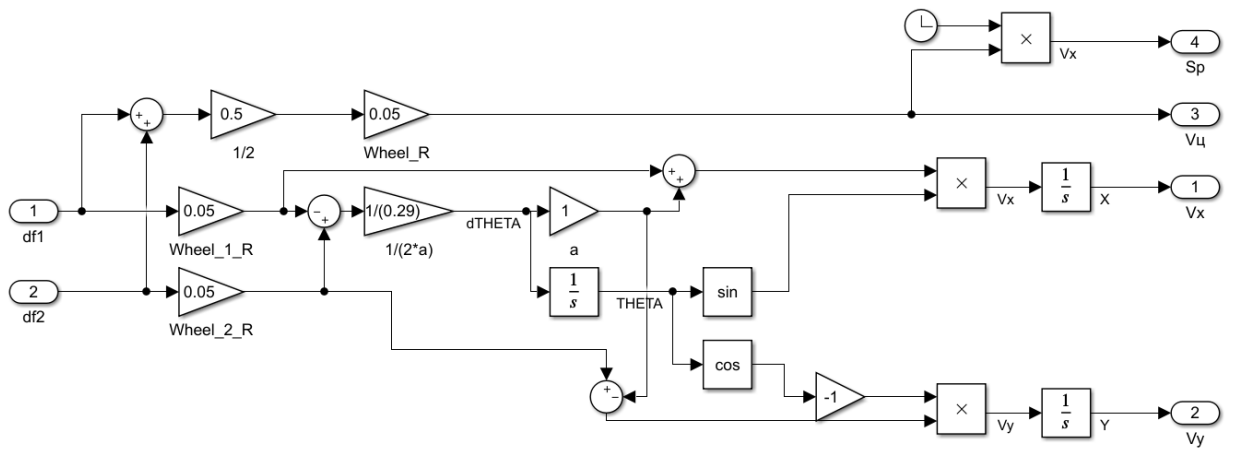 ×
Vx
4
Sp
+
+
0.5
1/2
0.05
Wheel_R
3
Vц
+
+
×
Vx
1
s
X
1
Vx
1
df1
0.05
Wheel_1_R
−
+
1/(0.29)
1/(2*a)
dTHETA
1
a
2
df2
0.05
Wheel_2_R
1
s
THETA
sin
cos
+
−
-1
×
Vy
1
s
Y
2
Vy